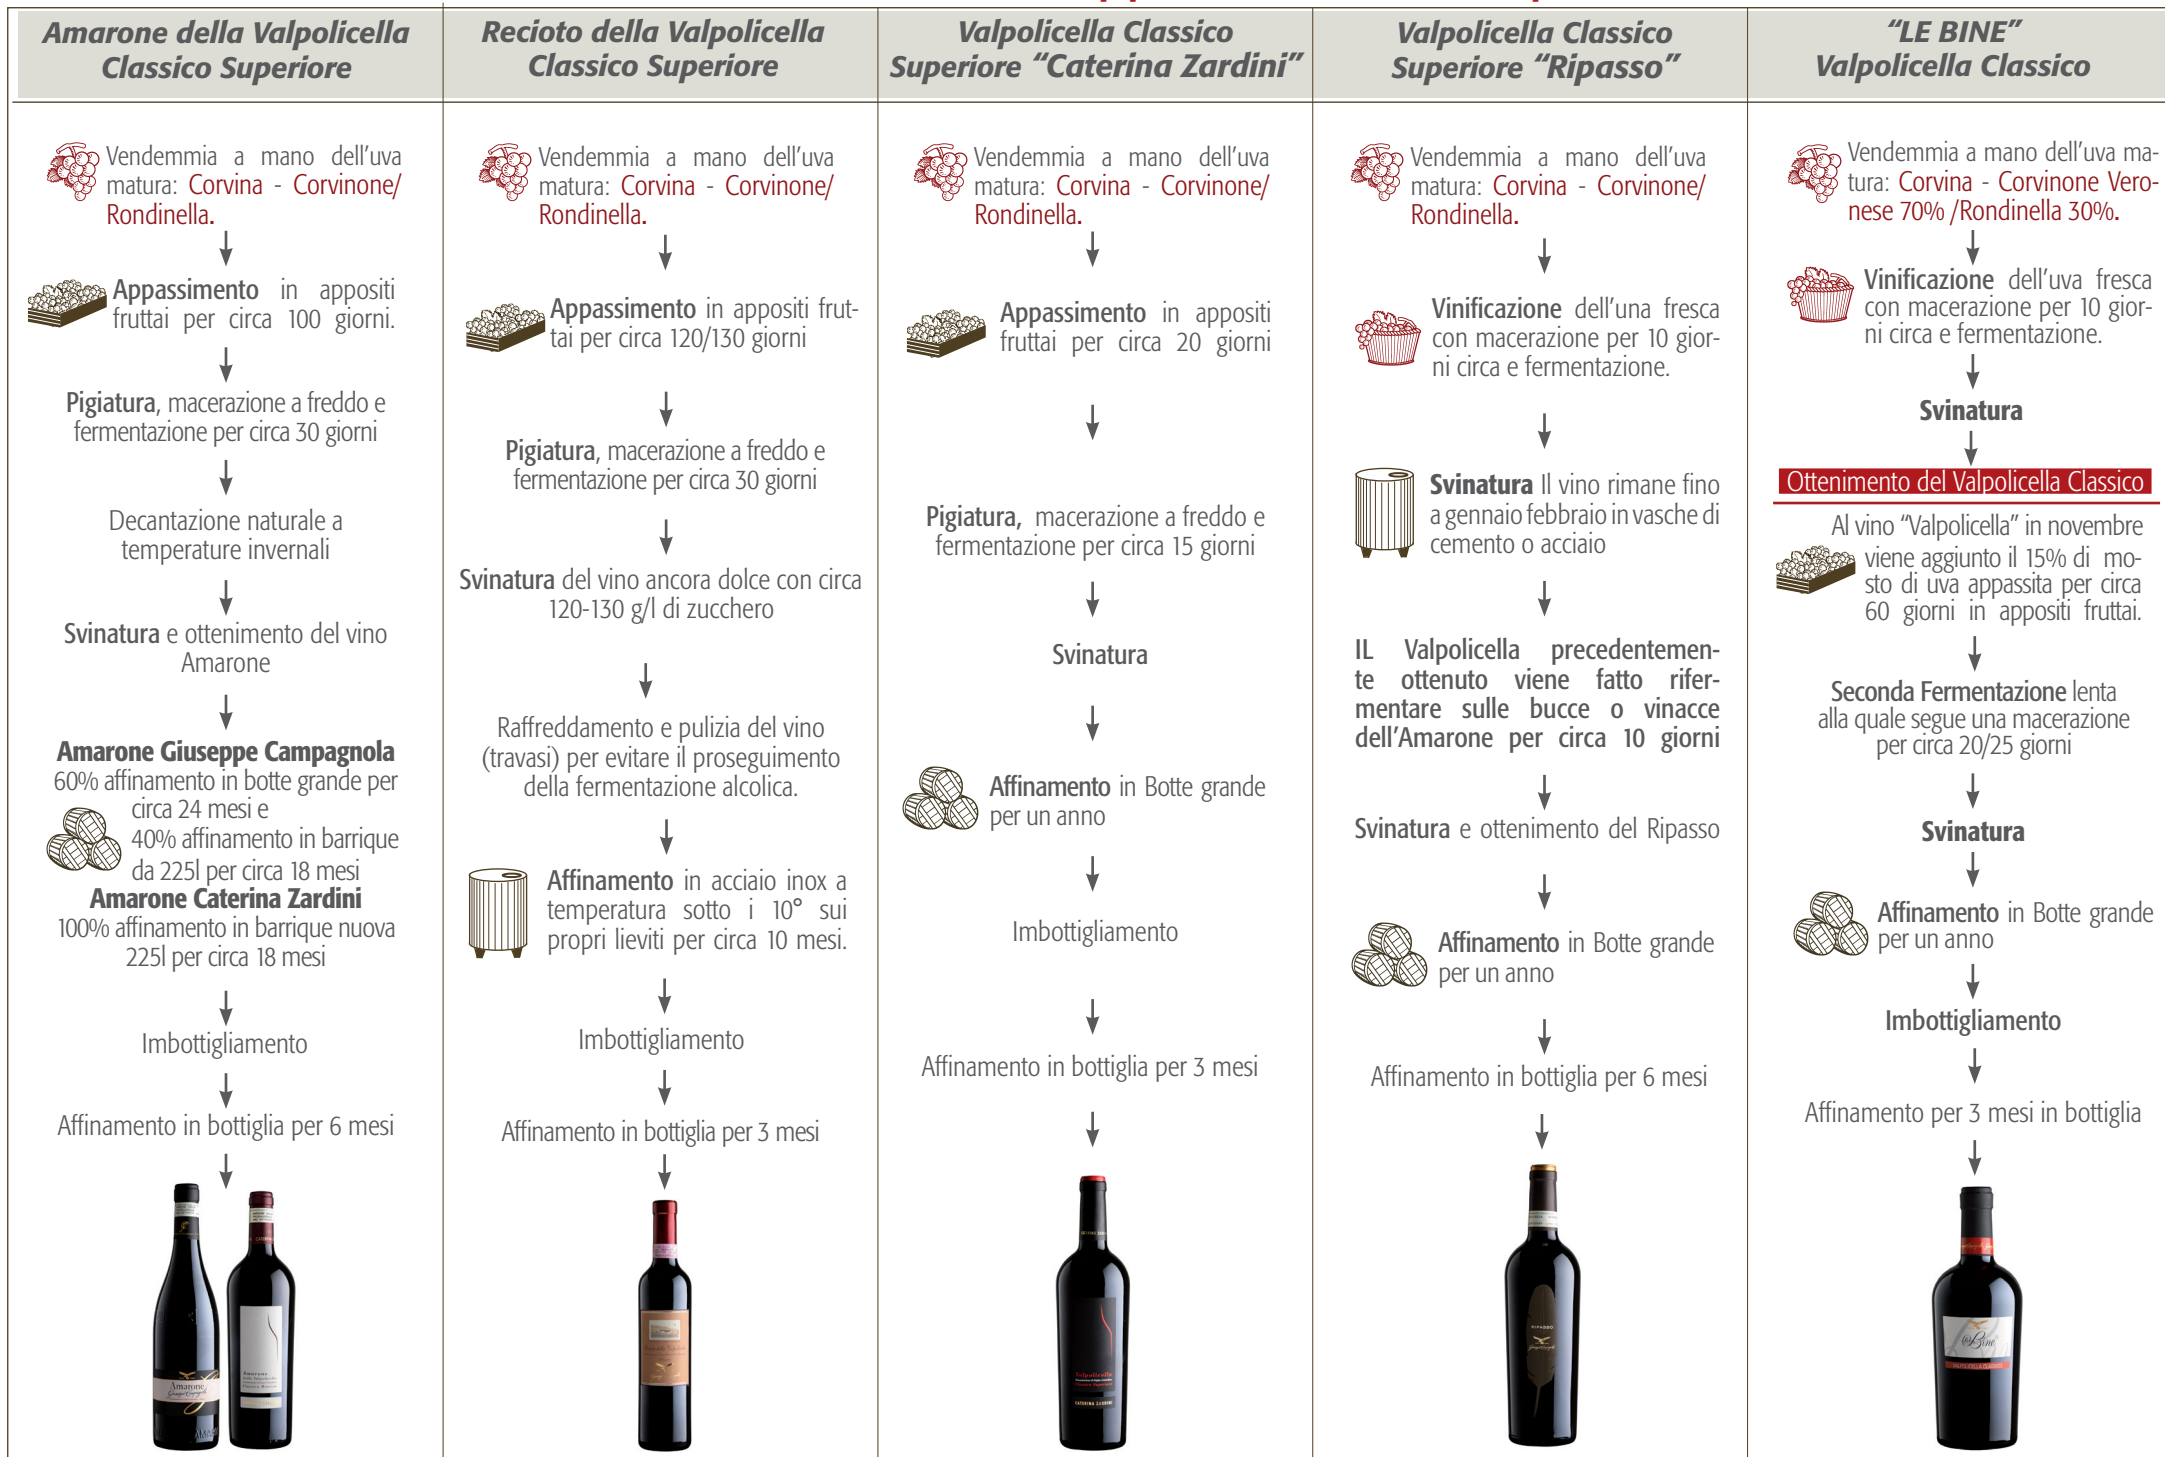 Amarone della Valpolicella
Classico Superiore
Vendemmia a mano dell'uva
matura: Corvina - Corvinone/
Rondinella.
Appassimento in appositi
fruttai per circa 100 giorni.
Pigiatura, macerazione a freddo e
fermentazione per circa 30 giorni
Decantazione naturale a
temperature invernali
Svinatura e ottenimento del vino
Amarone
Amarone Giuseppe Campagnola
60% affinamento in botte grande per
circa 24 mesi e
40% affinamento in barrique
da 225l per circa 18 mesi
Amarone Caterina Zardini
100% affinamento in barrique nuova
225l per circa 18 mesi
Imbottigliamento
Affinamento in bottiglia per 6 mesi
Amarone
Amarone
Recioto della Valpolicella
Classico Superiore
Vendemmia a mano dell'uva
matura: Corvina - Corvinone/
Rondinella.
Appassimento in appositi frut-
tai per circa 120/130 giorni
Pigiatura, macerazione a freddo e
fermentazione per circa 30 giorni
Svinatura del vino ancora dolce con circa
120-130 g/l di zucchero
Raffreddamento e pulizia del vino
(travasi) per evitare il proseguimento
della fermentazione alcolica.
Affinamento in acciaio inox a
temperatura sotto i 10° sui
propri lieviti per circa 10 mesi.
Imbottigliamento
Affinamento in bottiglia per 3 mesi
Valpolicella Classico
Superiore "Caterina Zardini"
Vendemmia a mano dell'uva
matura: Corvina - Corvinone/
Rondinella.
Appassimento in appositi
fruttai per circa 20 giorni
Pigiatura, macerazione a freddo e
fermentazione per circa 15 giorni
Svinatura
Affinamento in Botte grande
per un anno
Imbottigliamento
Affinamento in bottiglia per 3 mesi
Valpolicella
CATERINA ZARDINI
Valpolicella Classico
Superiore "Ripasso"
Vendemmia a mano dell'uva
matura: Corvina - Corvinone/
Rondinella.
Vinificazione dell'una fresca
con macerazione per 10 gior-
ni circa e fermentazione.
Svinatura Il vino rimane fino
a gennaio febbraio in vasche di
cemento o acciaio
IL Valpolicella precedentemen-
te ottenuto viene fatto rifer-
mentare sulle bucce o vinacce
dell'Amarone per circa 10 giorni
Svinatura e ottenimento del Ripasso
Affinamento in Botte grande
per un anno
Affinamento in bottiglia per 6 mesi
RIPASSO
"LE BINE"
Valpolicella Classico
Vendemmia a mano dell'uva ma-
tura: Corvina - Corvinone Vero-
nese 70% /Rondinella 30%.
Vinificazione dell'uva fresca
con macerazione per 10 gior-
ni circa e fermentazione.
Svinatura
Ottenimento del Valpolicella Classico
Al vino "Valpolicella" in novembre
viene aggiunto il 15% di mo-
sto di uva appassita per circa
60 giorni in appositi fruttai.
Seconda Fermentazione lenta
alla quale segue una macerazione
per circa 20/25 giorni
Svinatura
Affinamento in Botte grande
per un anno
Imbottigliamento
Affinamento per 3 mesi in bottiglia
Bine
VALPOLICELLA CLASSICO